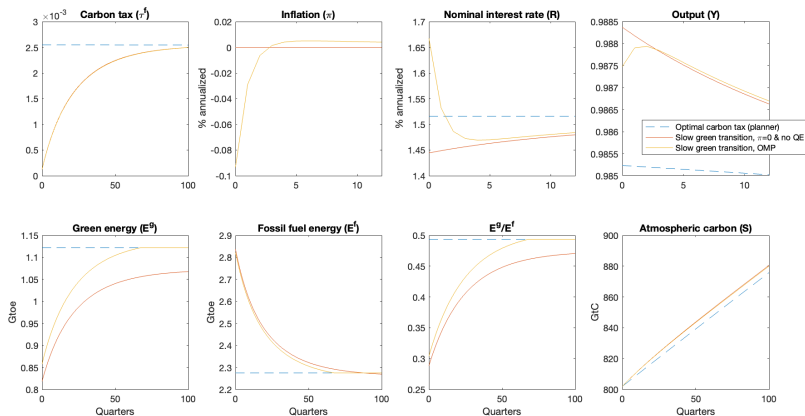 Carbon tax (τ^f)
×10^-3
3
2.5
2
1.5
1
0.5
0
0 50 100
Inflation (π)
% annualized
0.02
0
-0.02
-0.04
-0.06
-0.08
-0.1
0 5 10
Nominal interest rate (R)
% annualized
1.7
1.65
1.6
1.55
1.5
1.45
1.4
0 5 10
Output (Y)
0.9885
0.988
0.9875
0.987
0.9865
0.986
0.9855
0.985
0 5 10
Optimal carbon tax (planner)
Slow green transition, π=0 & no QE
Slow green transition, OMP
Green energy (E^g)
Gtoe
1.15
1.1
1.05
1
0.95
0.9
0.85
0.8
0 50 100
Quarters
Fossil fuel energy (E^f)
Gtoe
2.9
2.8
2.7
2.6
2.5
2.4
2.3
2.2
0 50 100
Quarters
E^g/E^f
0.5
0.45
0.4
0.35
0.3
0.25
0.2
0 50 100
Quarters
Atmospheric carbon (S)
GtC
900
880
860
840
820
800
0 50 100
Quarters